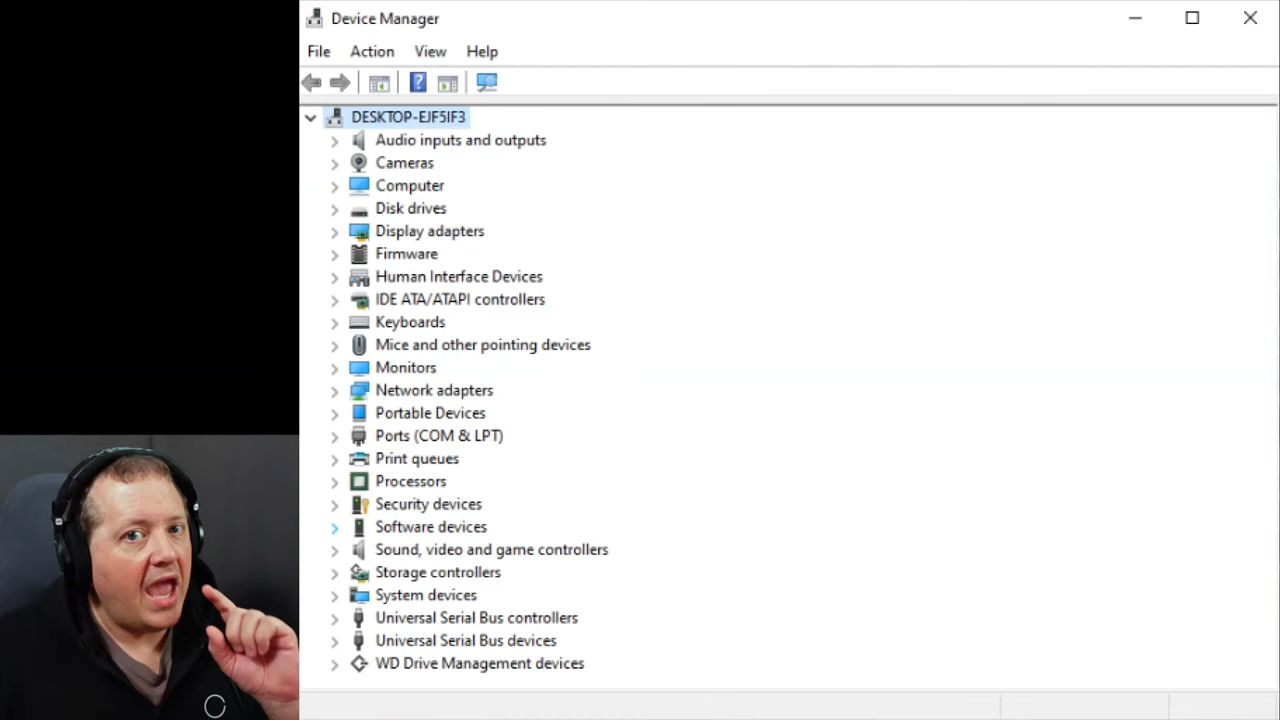 Device Manager
File Action View Help
DESKTOP-EJF5IF3
Audio inputs and outputs
Cameras
Computer
Disk drives
Display adapters
Firmware
Human Interface Devices
IDE ATA/ATAPI controllers
Keyboards
Mice and other pointing devices
Monitors
Network adapters
Portable Devices
Ports (COM & LPT)
Print queues
Processors
Security devices
Software devices
Sound, video and game controllers
Storage controllers
System devices
Universal Serial Bus controllers
Universal Serial Bus devices
WD Drive Management devices